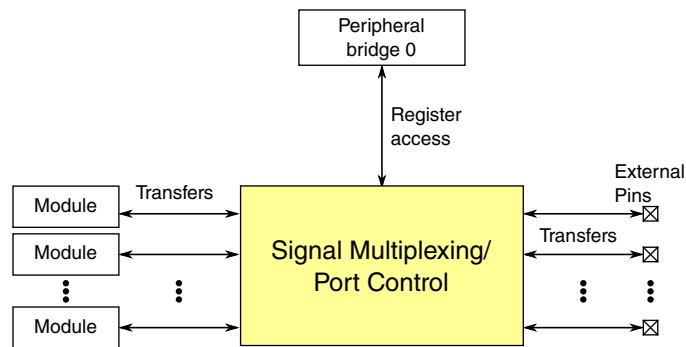 Peripheral
bridge 0
Register
access
External
Pins
Transfers
Module
Transfers
Module
Signal Multiplexing/
Port Control
Module